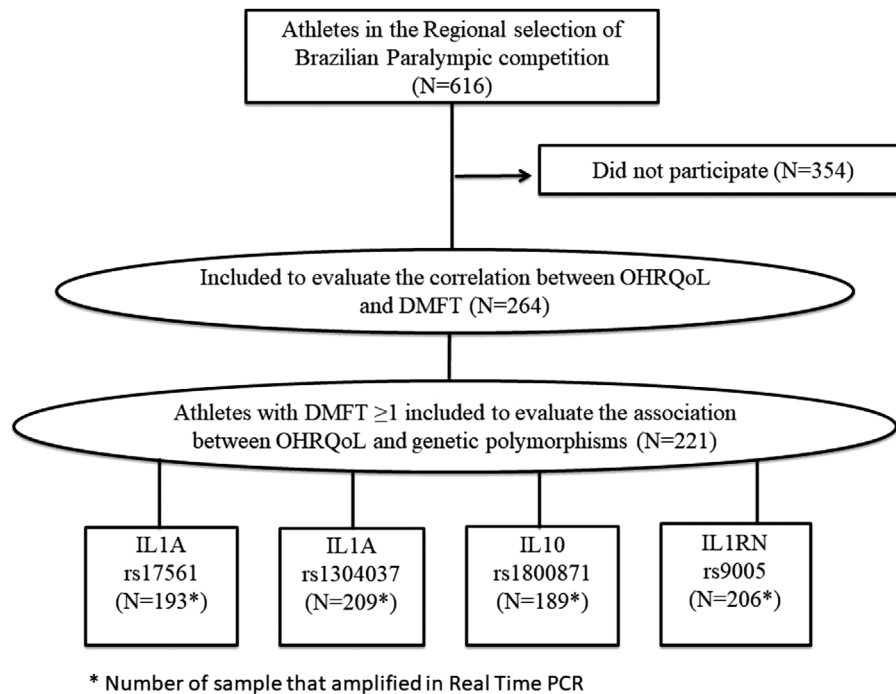 Athletes in the Regional selection of
Brazilian Paralympic competition
(N=616)
Did not participate (N=354)
Included to evaluate the correlation between OHRQoL
and DMFT (N=264)
Athletes with DMFT ≥1 included to evaluate the association
between OHRQoL and genetic polymorphisms (N=221)
IL1A
rs17561
(N=193*)
IL1A
rs1304037
(N=209*)
IL10
rs1800871
(N=189*)
IL1RN
rs9005
(N=206*)
* Number of sample that amplified in Real Time PCR